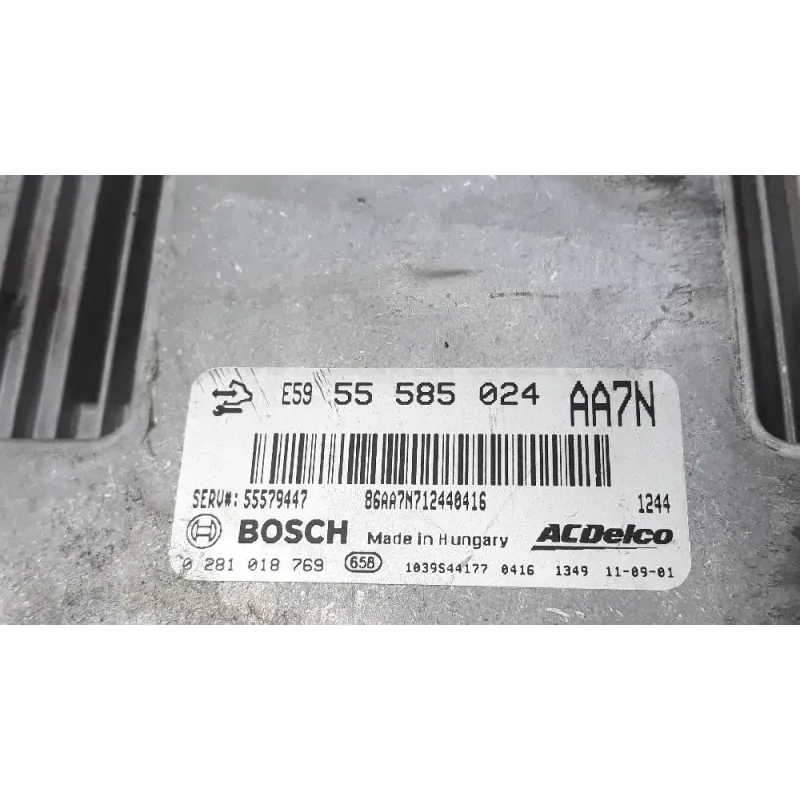 E59 55 585 024 AA7N
SERV#: 55579447 86AA7N712440416 1244
BOSCH Made in Hungary ACDelco
0 281 018 769 658 1039S44177 0416 1349 11-09-01